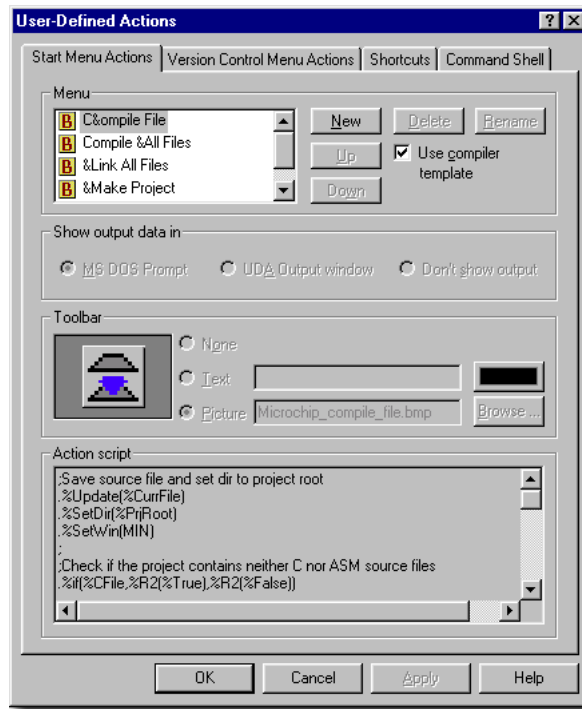 User-Defined Actions
Start Menu Actions Version Control Menu Actions Shortcuts Command Shell
Menu
B C&ompile File
B Compile &All Files
B &Link All Files
B &Make Project
New Delete Rename
Up Use compiler
template
Down
Show output data in
MS DOS Prompt UDA Output window Don't show output
Toolbar
None
Text
Picture Microchip_compile_file.bmp Browse ...
Action script
;Save source file and set dir to project root
.%Update(%CurrFile)
.%SetDir(%PrjRoot)
.%SetWin(MIN)
;
;Check if the project contains neither C nor ASM source files
.%if(%CFile,%R2(%True),%R2(%False))
OK Cancel Apply Help